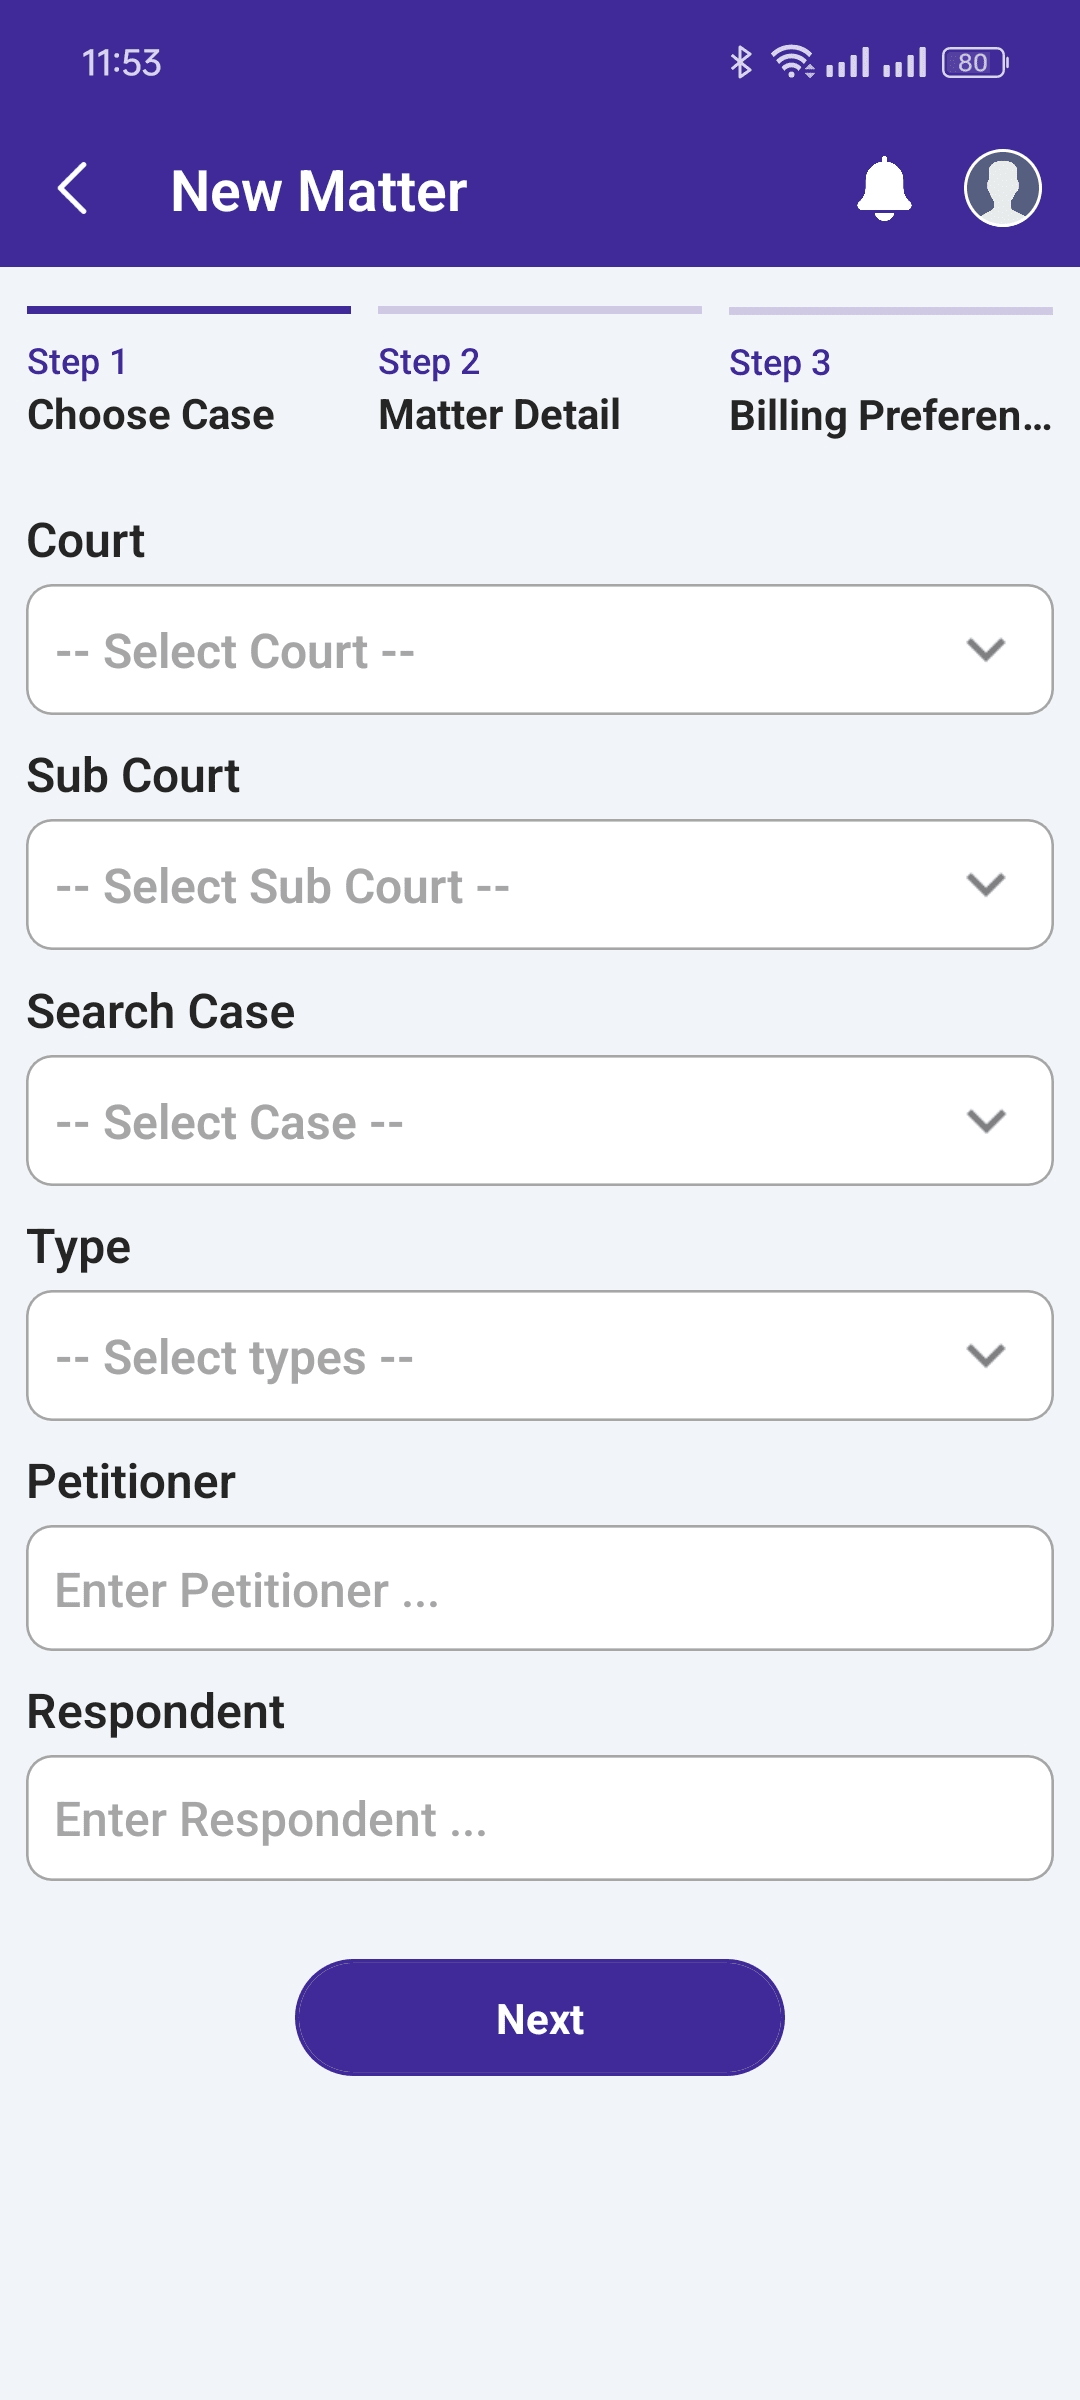 11:53
80
New Matter
Step 1
Choose Case
Step 2
Matter Detail
Step 3
Billing Preferen...
Court
-- Select Court --
Sub Court
-- Select Sub Court --
Search Case
-- Select Case --
Type
-- Select types --
Petitioner
Enter Petitioner ...
Respondent
Enter Respondent ...
Next